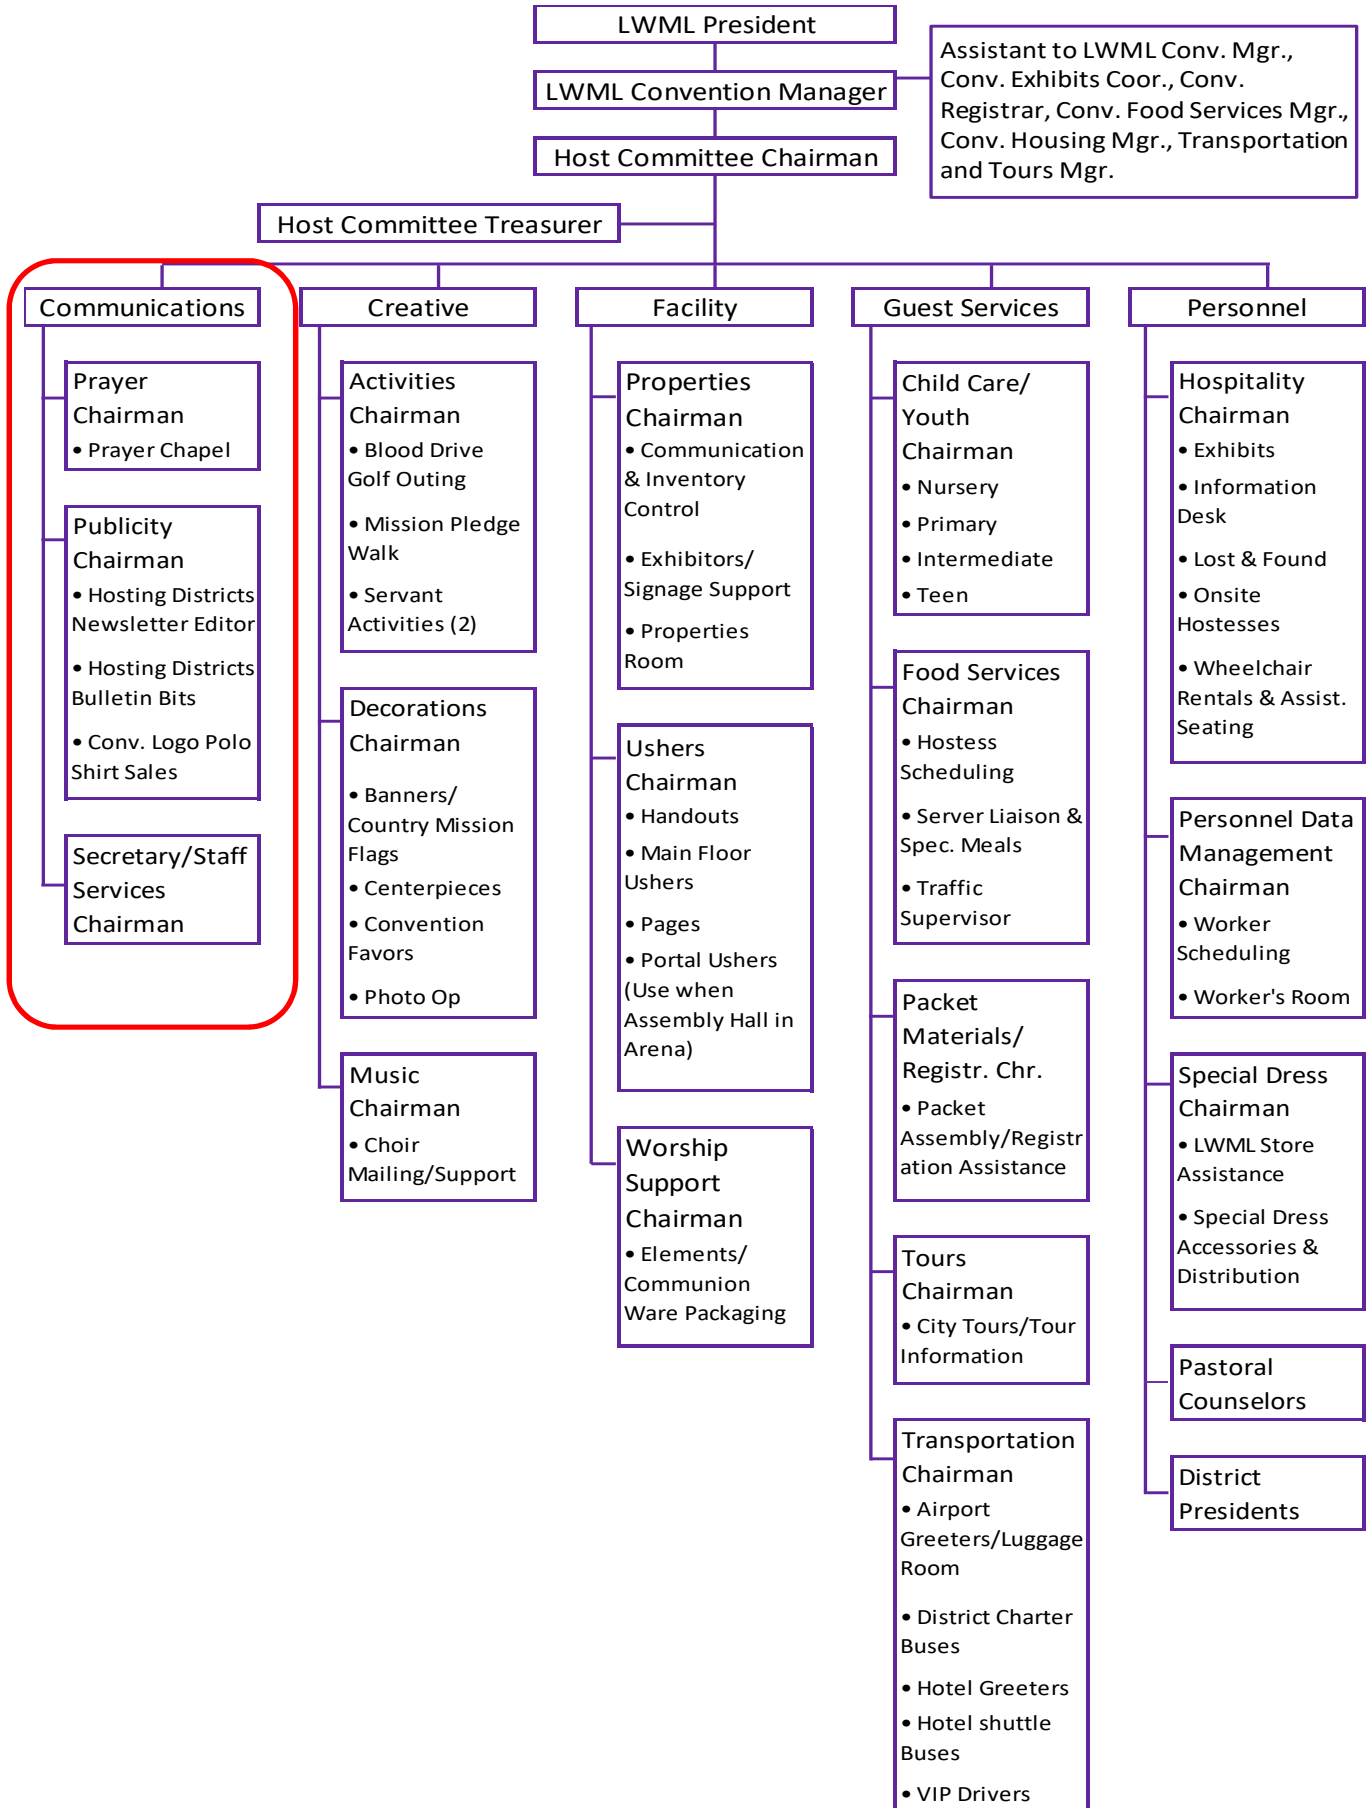 LWML President
LWML Convention Manager
Assistant to LWML Conv. Mgr.,
Conv. Exhibits Coor., Conv.
Registrar, Conv. Food Services Mgr.,
Conv. Housing Mgr., Transportation
and Tours Mgr.
Host Committee Chairman
Host Committee Treasurer
Communications
Prayer
Chairman
• Prayer Chapel
Publicity
Chairman
• Hosting Districts
Newsletter Editor
• Hosting Districts
Bulletin Bits
• Conv. Logo Polo
Shirt Sales
Secretary/Staff
Services
Chairman
Creative
Activities
Chairman
• Blood Drive
Golf Outing
• Mission Pledge
Walk
• Servant
Activities (2)
Decorations
Chairman
• Banners/
Country Mission
Flags
• Centerpieces
• Convention
Favors
• Photo Op
Music
Chairman
• Choir
Mailing/Support
Facility
Properties
Chairman
• Communication
& Inventory
Control
• Exhibitors/
Signage Support
• Properties
Room
Ushers
Chairman
• Handouts
• Main Floor
Ushers
• Pages
• Portal Ushers
(Use when
Assembly Hall in
Arena)
Worship
Support
Chairman
• Elements/
Communion
Ware Packaging
Guest Services
Child Care/
Youth
Chairman
• Nursery
• Primary
• Intermediate
• Teen
Food Services
Chairman
• Hostess
Scheduling
• Server Liaison &
Spec. Meals
• Traffic
Supervisor
Packet
Materials/
Registr. Chr.
• Packet
Assembly/Registr
ation Assistance
Tours
Chairman
• City Tours/Tour
Information
Transportation
Chairman
• Airport
Greeters/Luggage
Room
• District Charter
Buses
• Hotel Greeters
• Hotel shuttle
Buses
• VIP Drivers
Personnel
Hospitality
Chairman
• Exhibits
• Information
Desk
• Lost & Found
• Onsite
Hostesses
• Wheelchair
Rentals & Assist.
Seating
Personnel Data
Management
Chairman
• Worker
Scheduling
• Worker's Room
Special Dress
Chairman
• LWML Store
Assistance
• Special Dress
Accessories &
Distribution
Pastoral
Counselors
District
Presidents